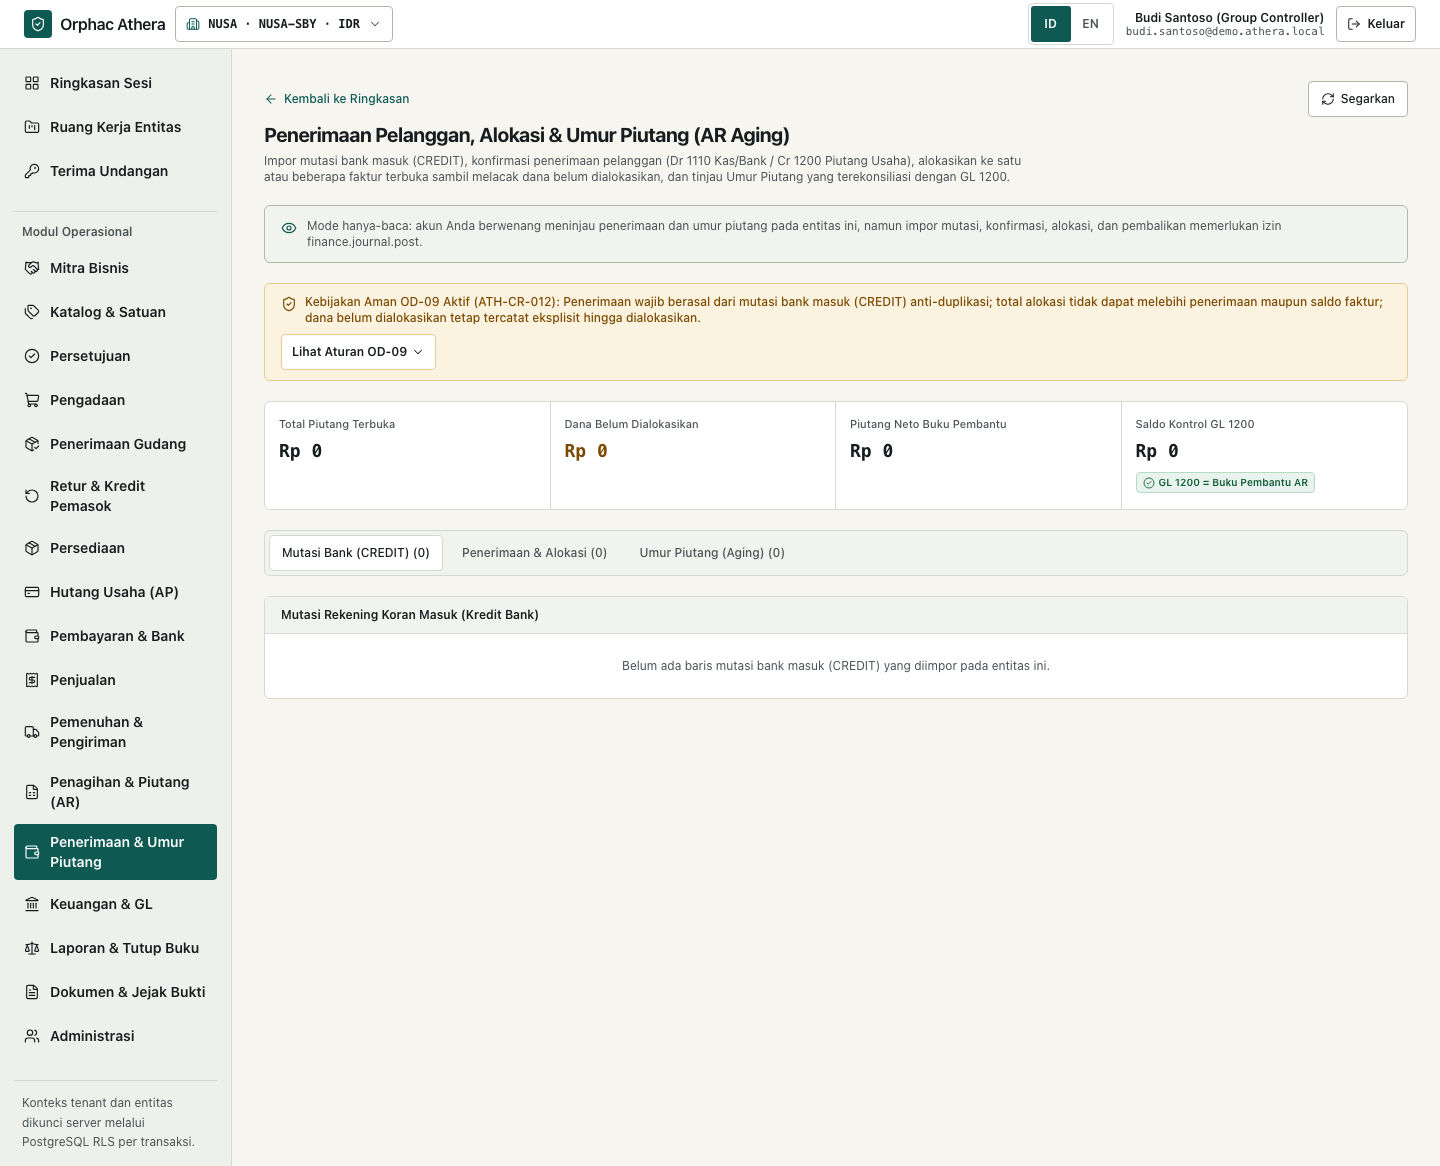 Orphac Athera
NUSA · NUSA-SBY · IDR
ID
EN
Budi Santoso (Group Controller)
budi.santoso@demo.athera.local
Keluar
Ringkasan Sesi
Ruang Kerja Entitas
Terima Undangan
Modul Operasional
Mitra Bisnis
Katalog & Satuan
Persetujuan
Pengadaan
Penerimaan Gudang
Retur & Kredit
Pemasok
Persediaan
Hutang Usaha (AP)
Pembayaran & Bank
Penjualan
Pemenuhan &
Pengiriman
Penagihan & Piutang
(AR)
Penerimaan & Umur
Piutang
Keuangan & GL
Laporan & Tutup Buku
Dokumen & Jejak Bukti
Administrasi
Konteks tenant dan entitas
dikunci server melalui
PostgreSQL RLS per transaksi.
Kembali ke Ringkasan
Segarkan
Penerimaan Pelanggan, Alokasi & Umur Piutang (AR Aging)
Impor mutasi bank masuk (CREDIT), konfirmasi penerimaan pelanggan (Dr 1110 Kas/Bank / Cr 1200 Piutang Usaha), alokasikan ke satu
atau beberapa faktur terbuka sambil melacak dana belum dialokasikan, dan tinjau Umur Piutang yang terekonsiliasi dengan GL 1200.
Mode hanya-baca: akun Anda berwenang meninjau penerimaan dan umur piutang pada entitas ini, namun impor mutasi, konfirmasi, alokasi, dan pembalikan memerlukan izin
finance.journal.post.
Kebijakan Aman OD-09 Aktif (ATH-CR-012): Penerimaan wajib berasal dari mutasi bank masuk (CREDIT) anti-duplikasi; total alokasi tidak dapat melebihi penerimaan maupun saldo faktur;
dana belum dialokasikan tetap tercatat eksplisit hingga dialokasikan.
Lihat Aturan OD-09
Total Piutang Terbuka
Rp 0
Dana Belum Dialokasikan
Rp 0
Piutang Neto Buku Pembantu
Rp 0
Saldo Kontrol GL 1200
Rp 0
GL 1200 = Buku Pembantu AR
Mutasi Bank (CREDIT) (0)
Penerimaan & Alokasi (0)
Umur Piutang (Aging) (0)
Mutasi Rekening Koran Masuk (Kredit Bank)
Belum ada baris mutasi bank masuk (CREDIT) yang diimpor pada entitas ini.